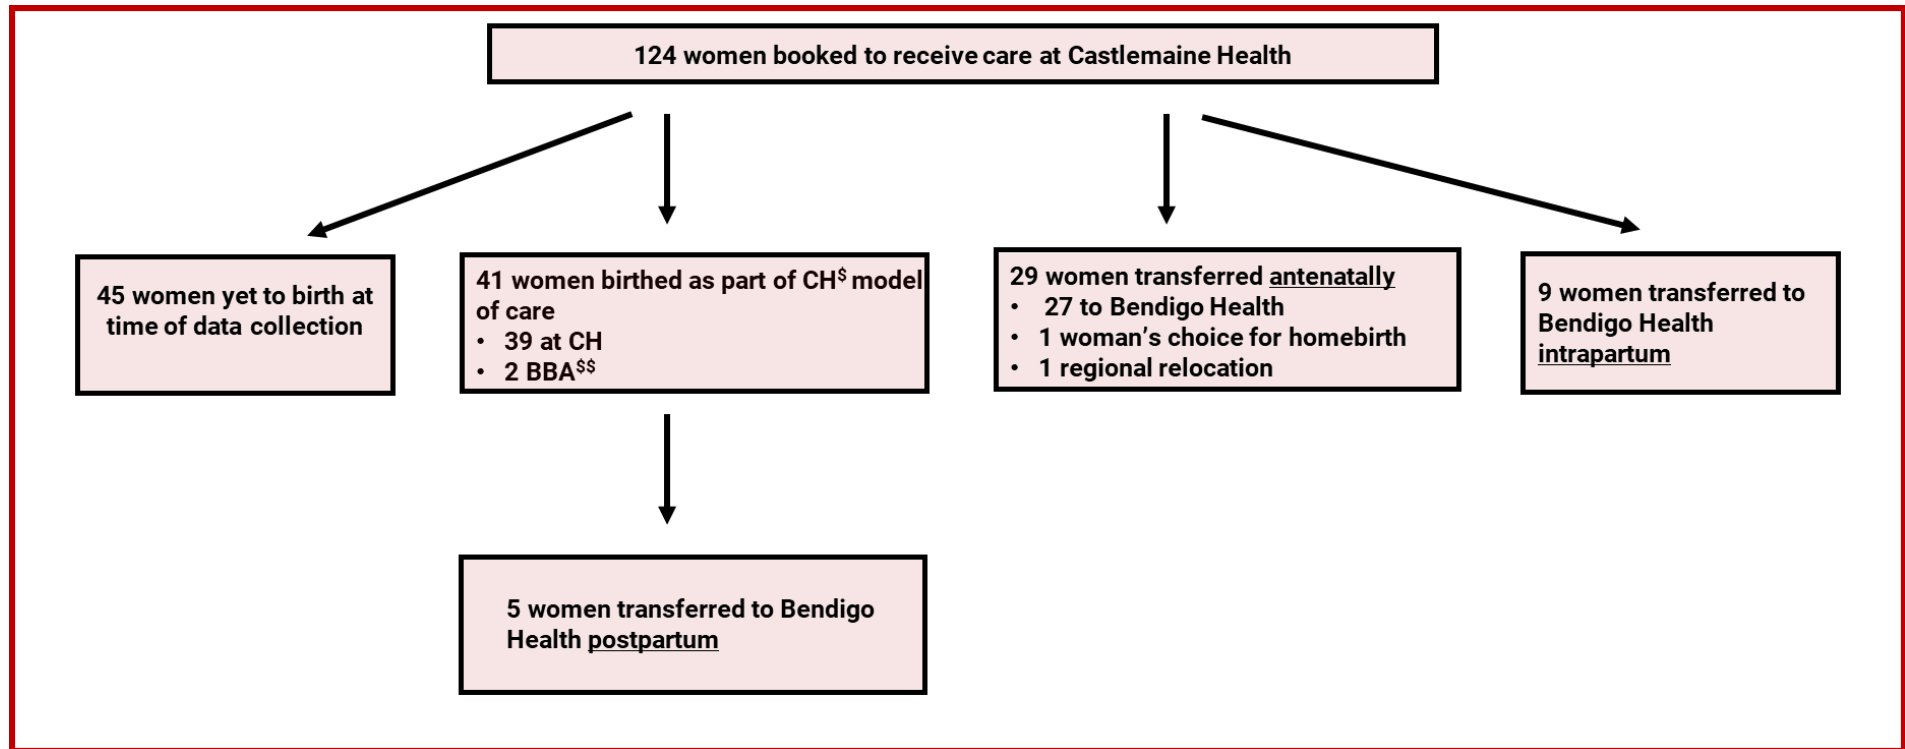 124 women booked to receive care at Castlemaine Health
45 women yet to birth at
time of data collection
41 women birthed as part of CH$ model
of care
• 39 at CH
• 2 BBA$$
29 women transferred antenatally
• 27 to Bendigo Health
• 1 woman’s choice for homebirth
• 1 regional relocation
9 women transferred to
Bendigo Health
intrapartum
5 women transferred to Bendigo
Health postpartum